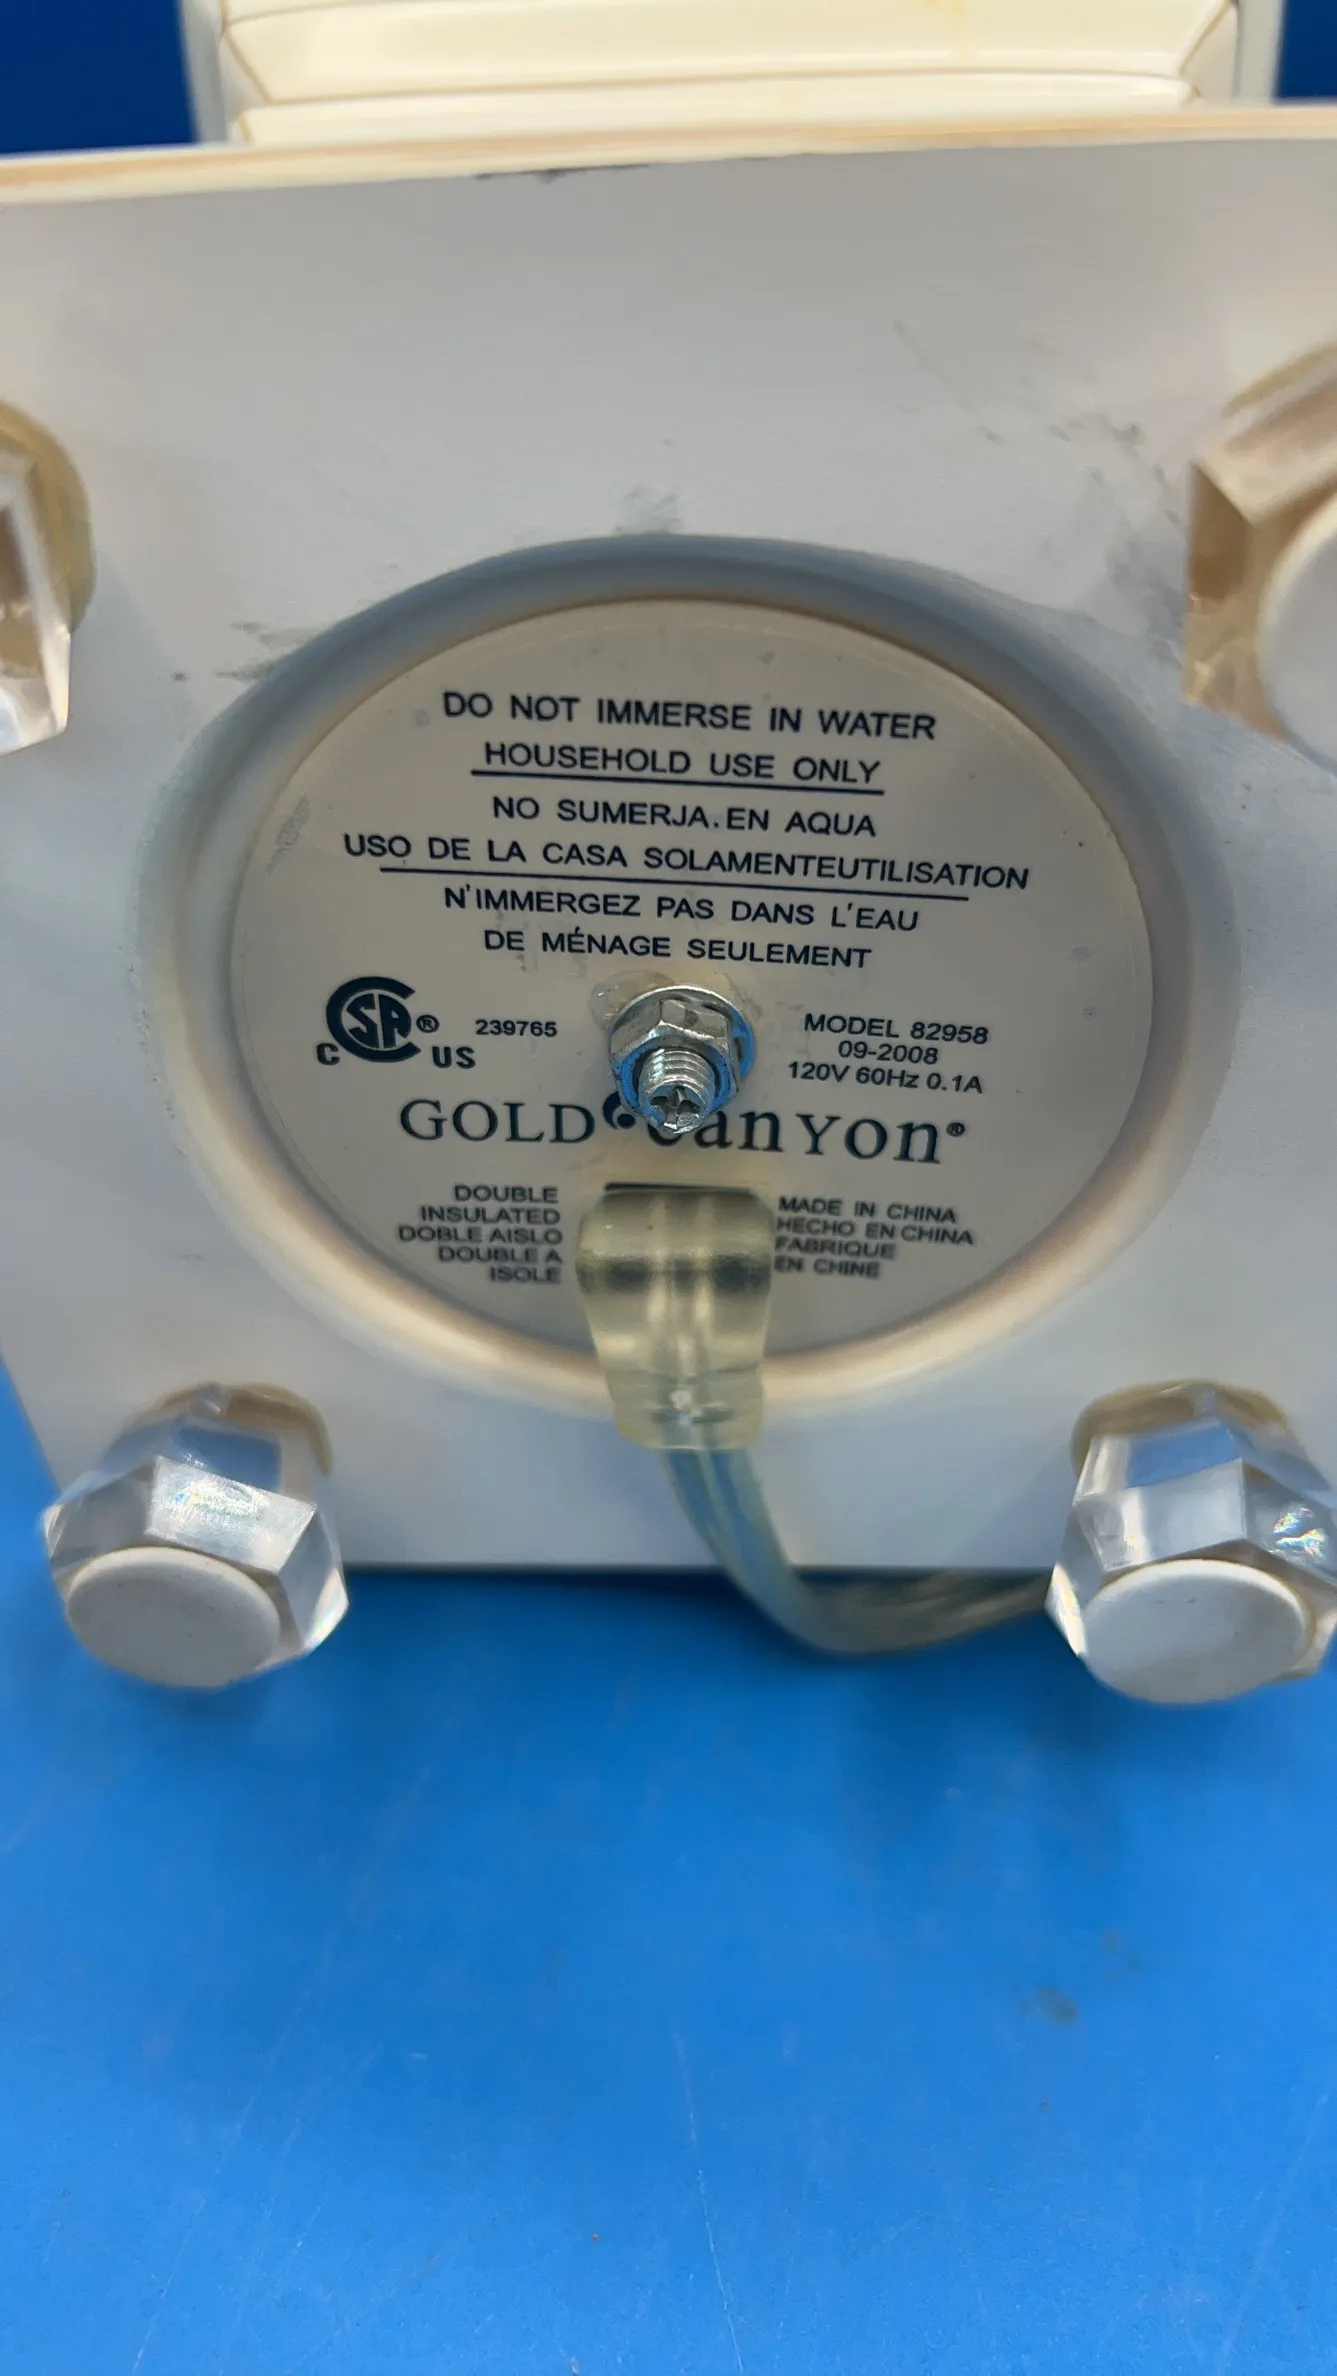 DO NOT IMMERSE IN WATER
HOUSEHOLD USE ONLY
NO SUMERJA.EN AQUA
USO DE LA CASA SOLAMENTEUTILISATION
N'IMMERGEZ PAS DANS L'EAU
DE MÉNAGE SEULEMENT
CSA® 239765
C US
MODEL 82958
09-2008
120V 60Hz 0.1A
GOLD canyon®
DOUBLE
INSULATED
DOBLE AISLO
DOUBLE A
ISOLE
MADE IN CHINA
HECHO EN CHINA
FABRIQUE
EN CHINE